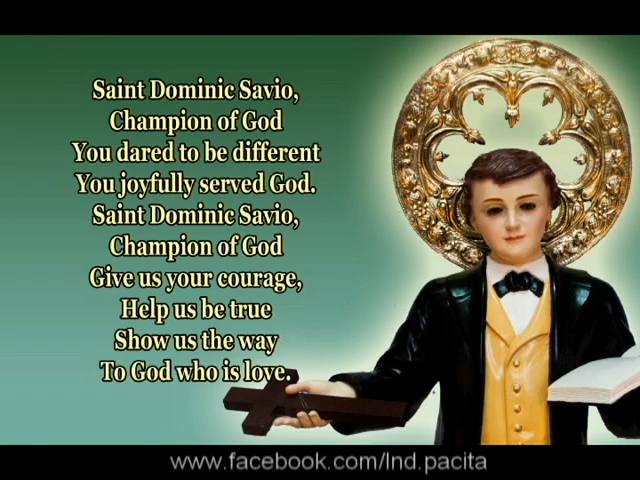 Saint Dominic Savio,
Champion of God
You dared to be different
You joyfully served God.
Saint Dominic Savio,
Champion of God
Give us your courage,
Help us be true
Show us the way
To God who is love.
www.facebook.com/lnd.pacita